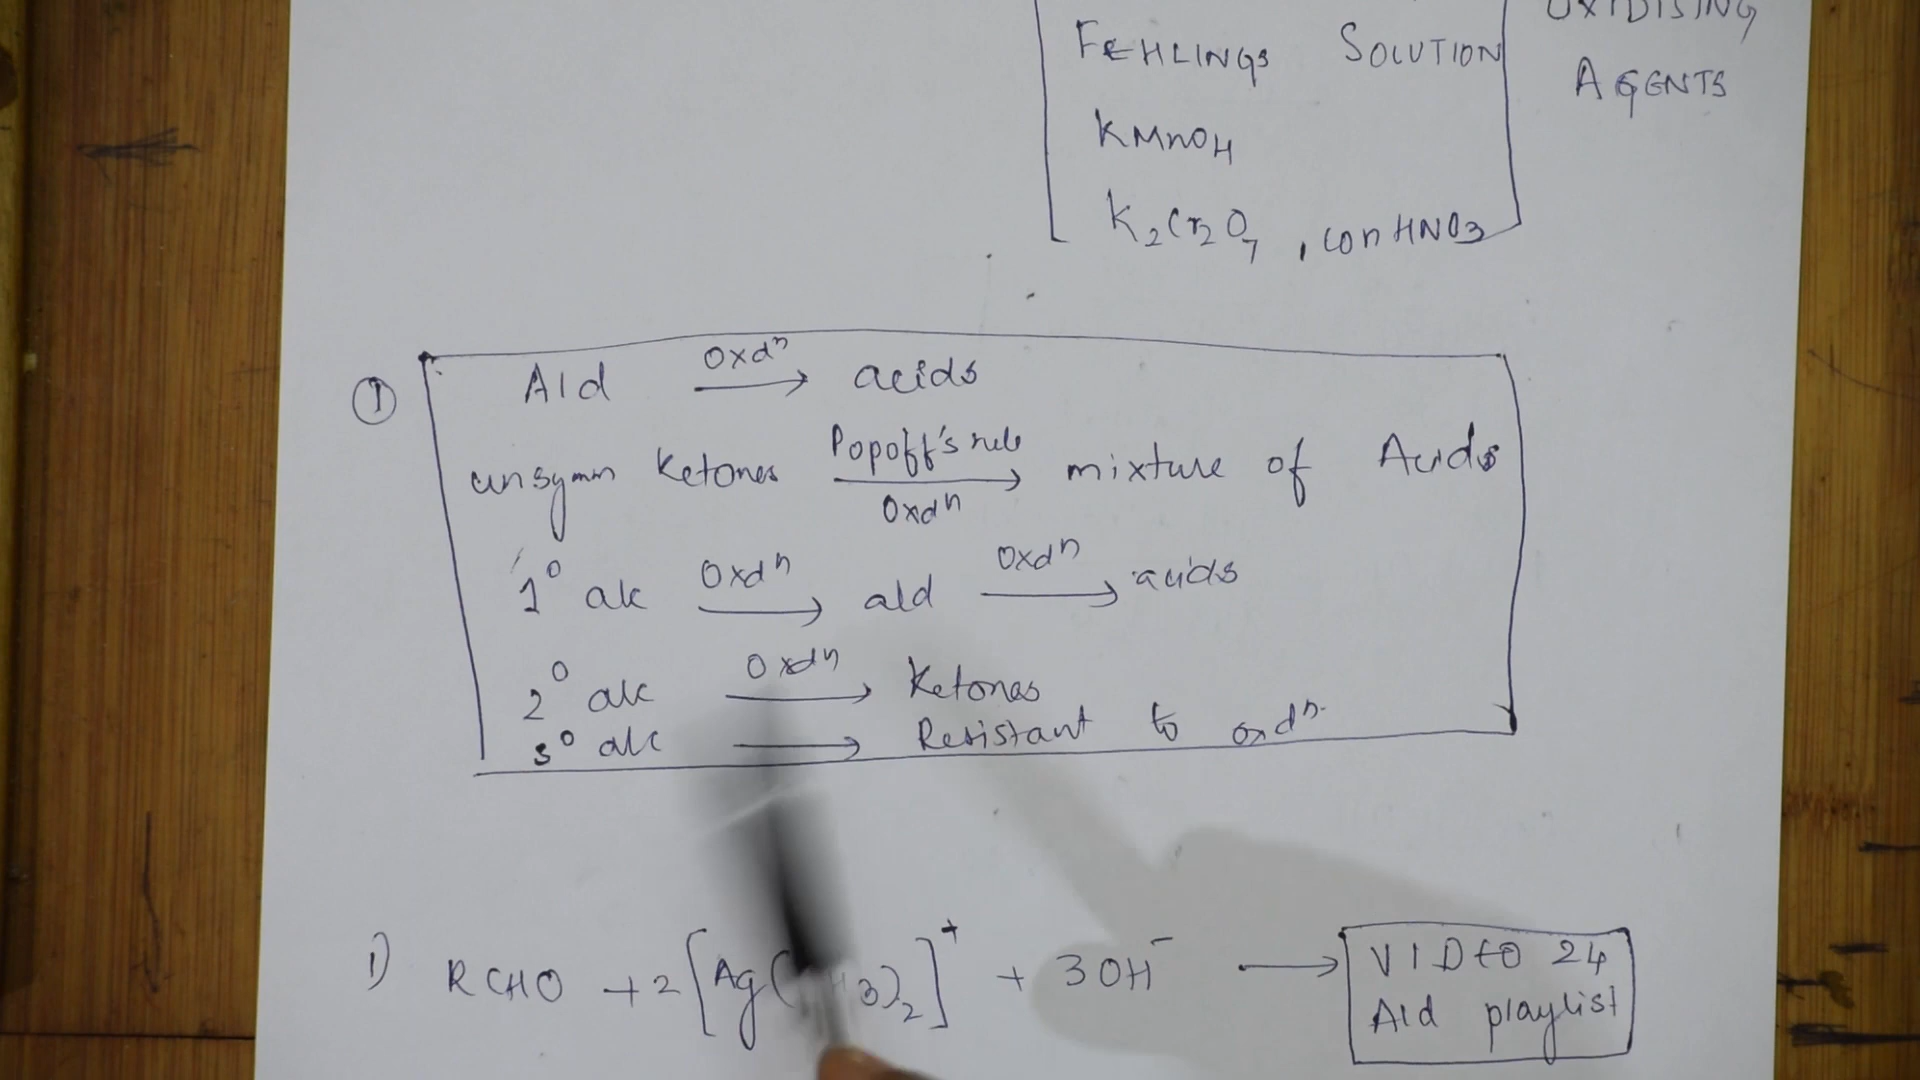 OXIDISING
FEHLINGS SOLUTION
AGENTS
KMnO4
K2Cr2O7, con HNO3
① Ald oxdn → acids
unsymm Ketones Popoff's rule oxdn → mixture of Acids
1° alc oxdn → ald oxdn → acids
2° alc oxdn → Ketones
3° alc → Resistant to oxdn.
1) RCHO + 2[Ag( H3)2]+ + 3OH- → VIDEO 24
Ald playlist